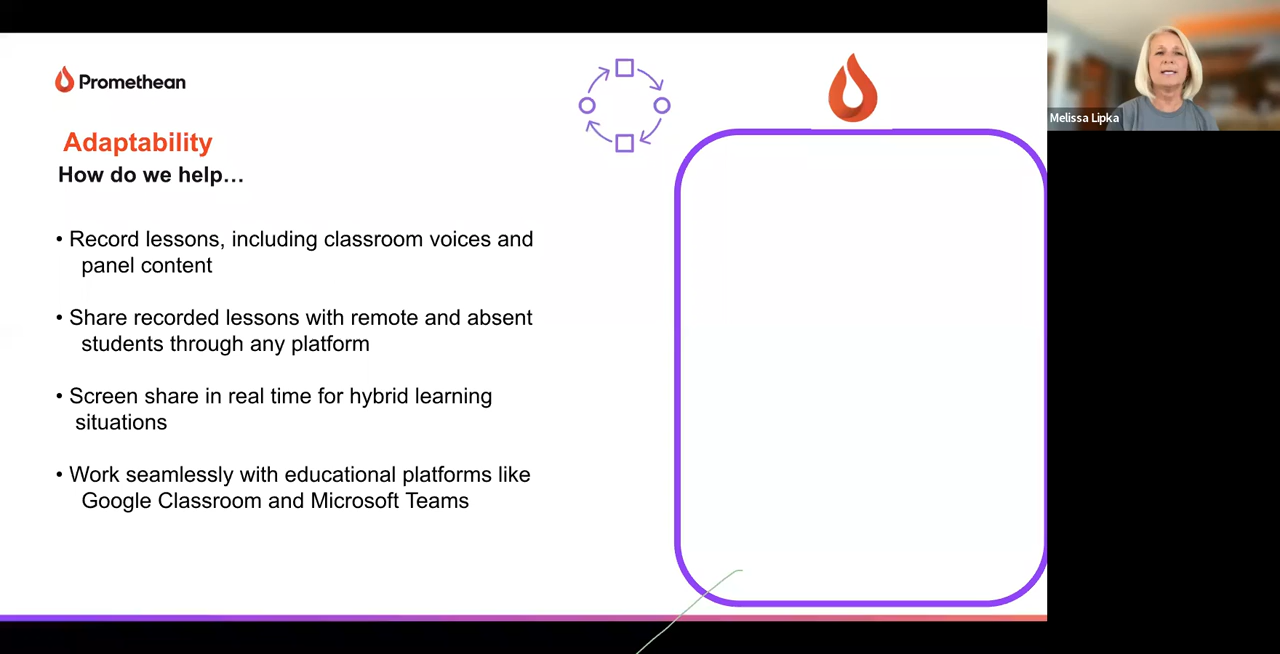 Promethean
Adaptability
How do we help…
• Record lessons, including classroom voices and
panel content
• Share recorded lessons with remote and absent
students through any platform
• Screen share in real time for hybrid learning
situations
• Work seamlessly with educational platforms like
Google Classroom and Microsoft Teams
Melissa Lipka